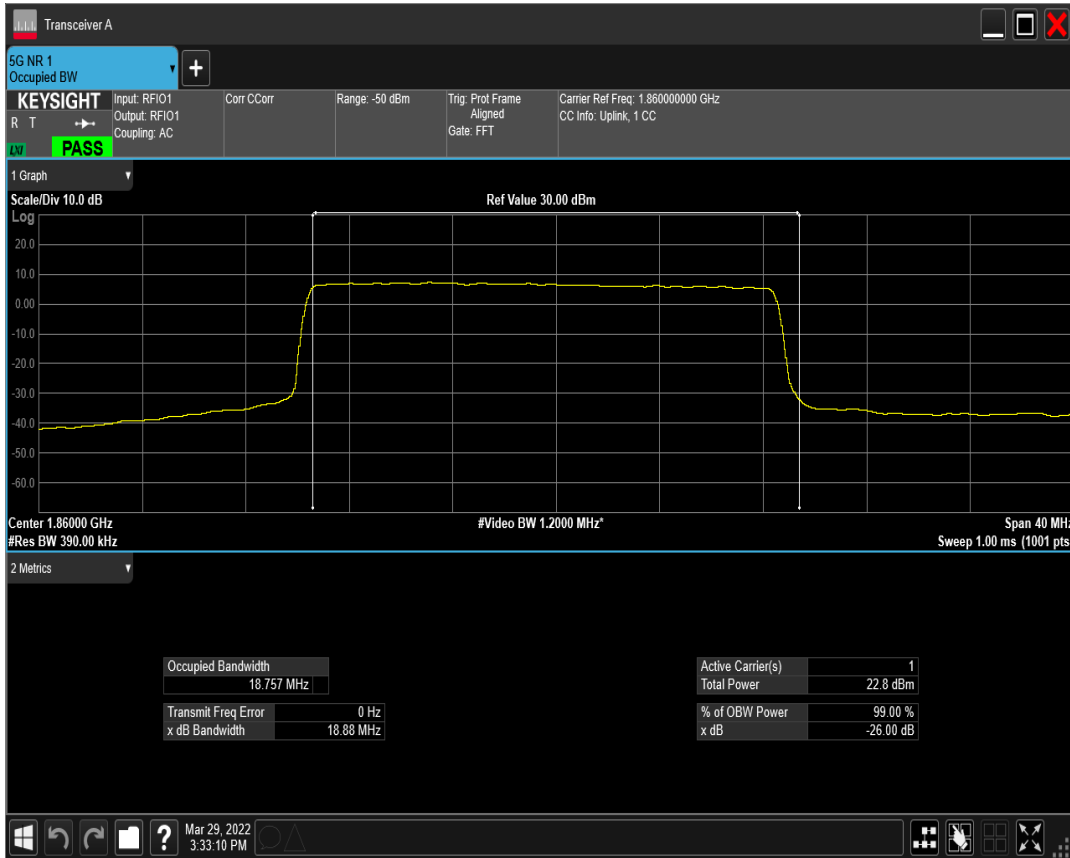 Transceiver A
5G NR 1
Occupied BW
KEYSIGHT
R T
LXI
PASS
Input: RFIO1
Output: RFIO1
Coupling: AC
Corr CCorr
Range: -50 dBm
Trig: Prot Frame
Aligned
Gate: FFT
Carrier Ref Freq: 1.860000000 GHz
CC Info: Uplink, 1 CC
1 Graph
Scale/Div 10.0 dB
Ref Value 30.00 dBm
Log
20.0
10.0
0.00
-10.0
-20.0
-30.0
-40.0
-50.0
-60.0
Center 1.86000 GHz
#Video BW 1.2000 MHz*
Span 40 MHz
#Res BW 390.00 kHz
Sweep 1.00 ms (1001 pts
2 Metrics
Occupied Bandwidth
18.757 MHz
Transmit Freq Error 0 Hz
x dB Bandwidth 18.88 MHz
Active Carrier(s) 1
Total Power 22.8 dBm
% of OBW Power 99.00 %
x dB -26.00 dB
?
Mar 29, 2022
3:33:10 PM